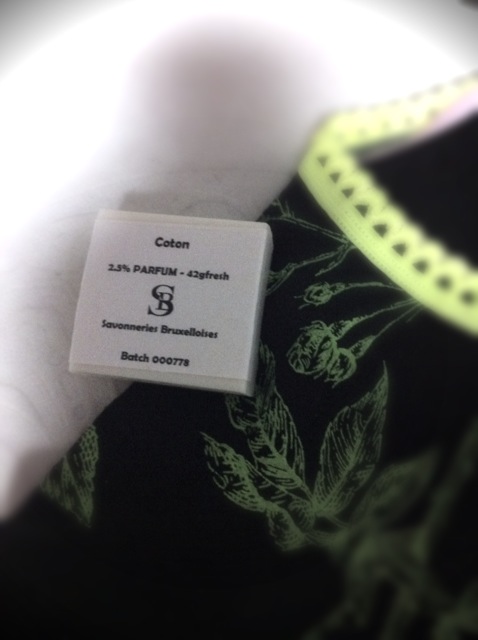 Coton
2.5% PARFUM - 42gfresh
SB
Savonneries Bruxelloises
Batch 000778